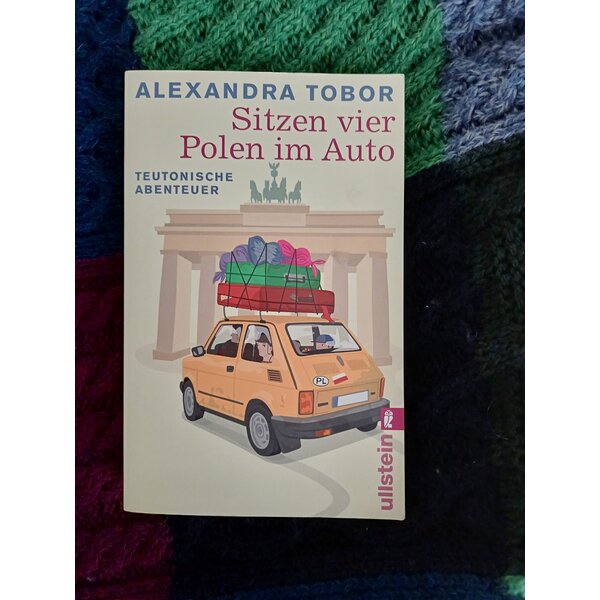 ALEXANDRA TOBOR
Sitzen vier
Polen im Auto
TEUTONISCHE
ABENTEUER
PL
ullstein